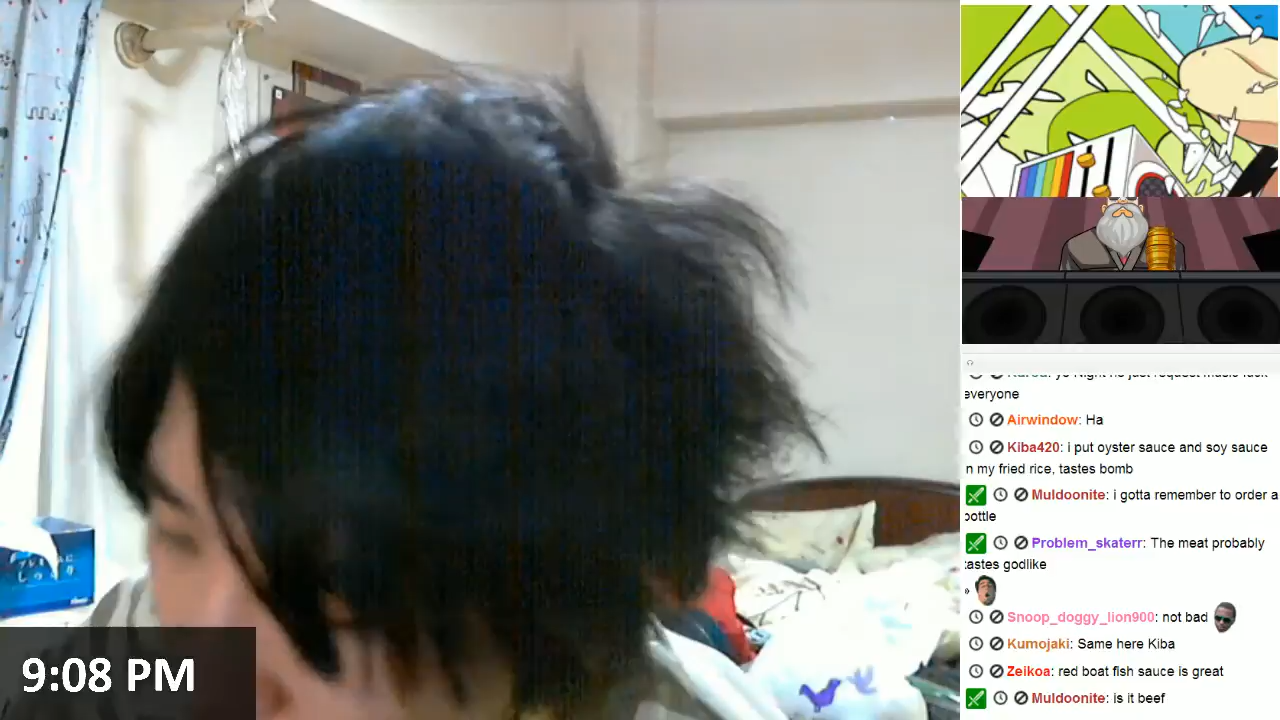 everyone
Airwindow: Ha
Kiba420: i put oyster sauce and soy sauce
n my fried rice, tastes bomb
Muldoonite: i gotta remember to order a
bottle
Problem_skaterr: The meat probably
tastes godlike
Snoop_doggy_lion900: not bad
Kumojaki: Same here Kiba
Zeikoa: red boat fish sauce is great
Muldoonite: is it beef
9:08 PM